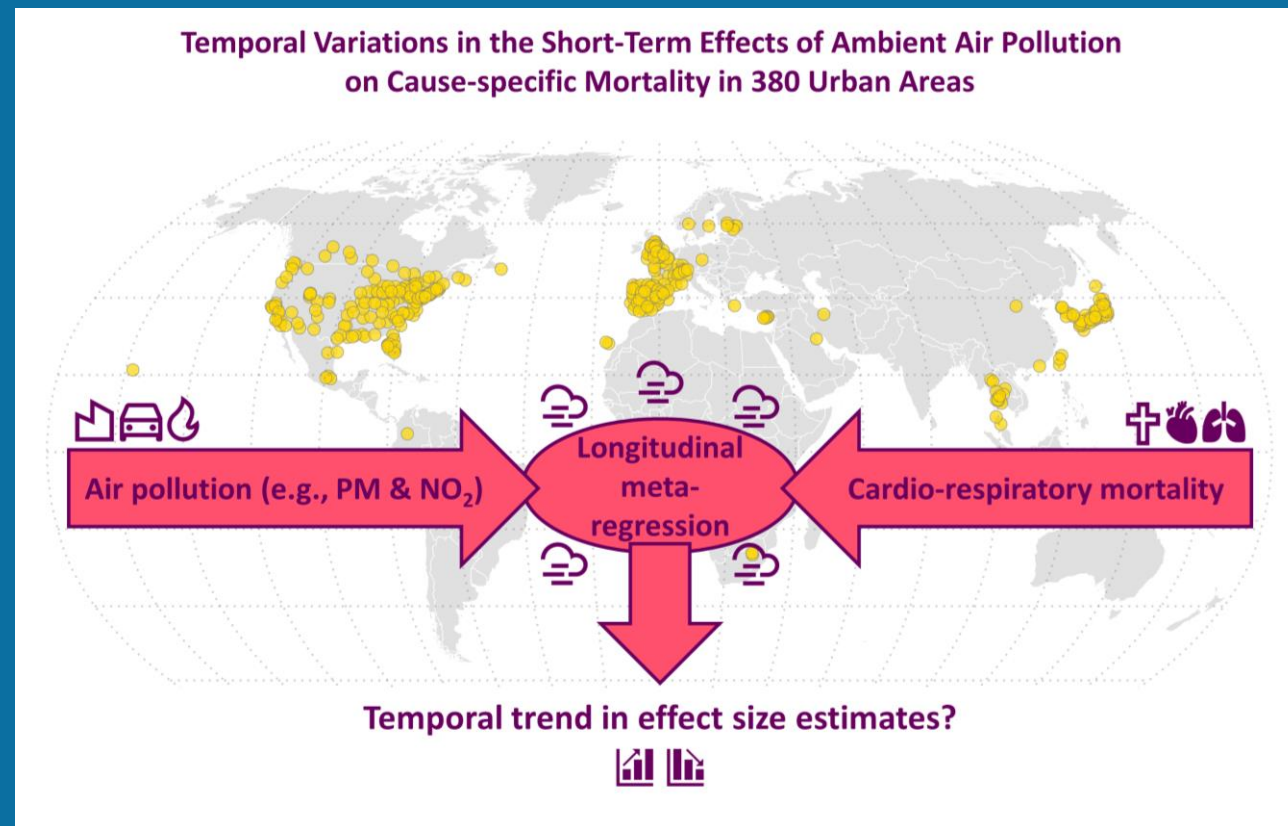 Temporal Variations in the Short-Term Effects of Ambient Air Pollution
on Cause-specific Mortality in 380 Urban Areas
Air pollution (e.g., PM & NO₂)
Longitudinal
meta-
regression
Cardio-respiratory mortality
Temporal trend in effect size estimates?